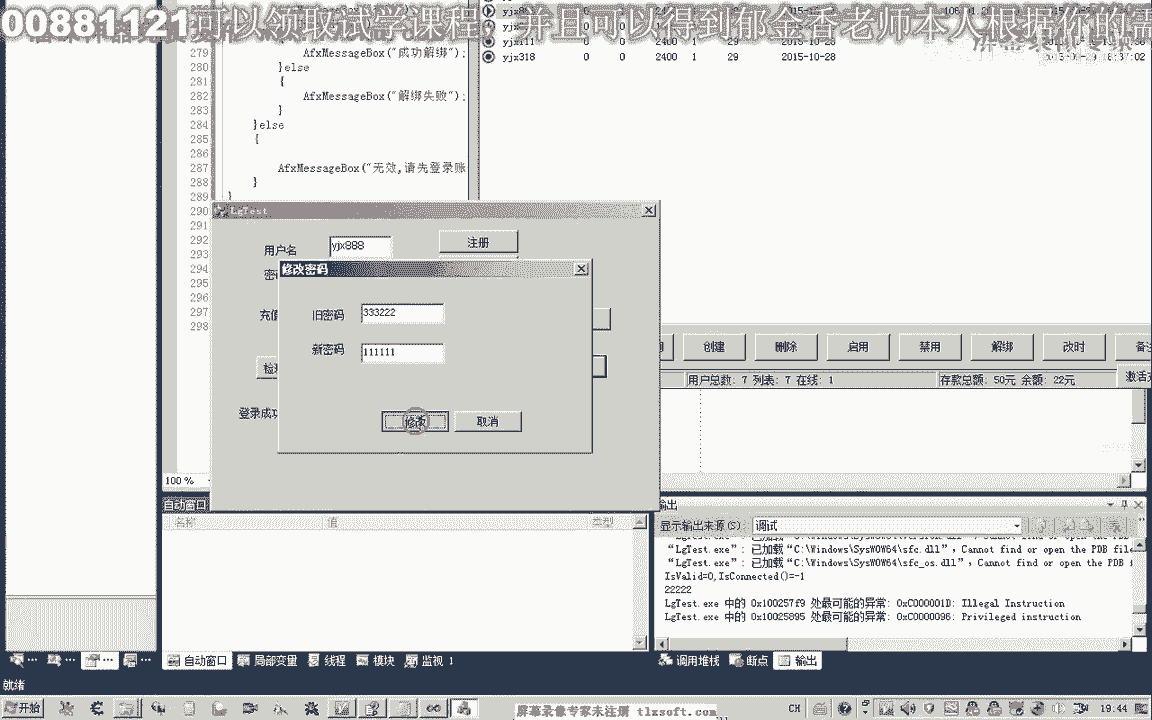 00881121可以领取试学课程，并且可以得到郁金香老师本人根据你的需
279 AfxMessageBox("成功解绑");
280 }else
281 {
282 AfxMessageBox("解绑失败");
283 }
284 }else
285 {
286
287 AfxMessageBox("无效,请先登录账
288 }
289 }
290
291
292
293
294
295
296
297
298
yjx111 0 0 2400 1 29 2015-10-28
yjx318 0 0 2400 1 29 2015-10-28
LgTest
用户名 yjx888 注册
修改密码
旧密码 333222
新密码 111111
修改 取消
登录成功
创建 删除 启用 禁用 解绑 改时 备注
用户总数: 7 列表: 7 在线: 1 存款总额: 50元 余额: 22元
100 %
自动窗口
名称 值 类型
输出
显示输出来源(S): 调试
“LgTest.exe”: 已加载“C:\Windows\SysWOW64\sfc.dll”，Cannot find or open the PDB file
“LgTest.exe”: 已加载“C:\Windows\SysWOW64\sfc_os.dll”，Cannot find or open the PDB f
IsValid=0,IsConnected()=-1
22222
LgTest.exe 中的 0x100257f9 处最可能的异常: 0xC000001D: Illegal Instruction
LgTest.exe 中的 0x10025895 处最可能的异常: 0xC0000096: Privileged instruction
自动窗口 局部变量 线程 模块 监视 1
调用堆栈 断点 输出
就绪
开始 屏幕录像专家未注册 tlxsoft.com CH 19:44